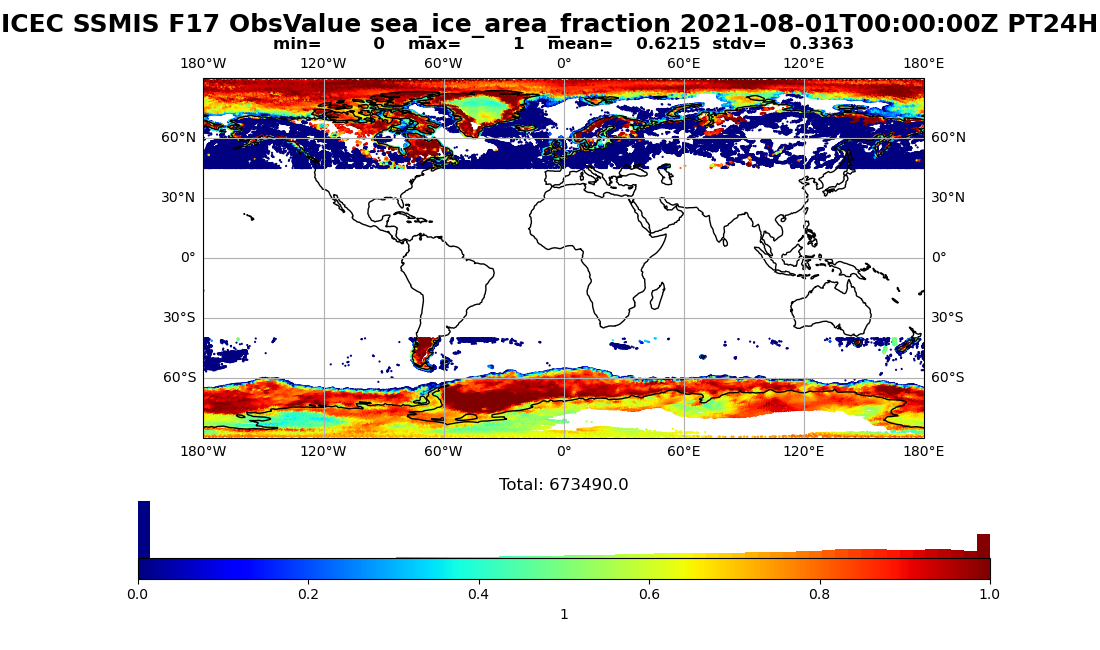 ICEC SSMIS F17 ObsValue sea_ice_area_fraction 2021-08-01T00:00:00Z PT24H
min= 0 max= 1 mean= 0.6215 stdv= 0.3363
180°W 120°W 60°W 0° 60°E 120°E 180°E
60°N 60°N
30°N 30°N
0° 0°
30°S 30°S
60°S 60°S
180°W 120°W 60°W 0° 60°E 120°E 180°E
Total: 673490.0
0.0 0.2 0.4 0.6 0.8 1.0
1